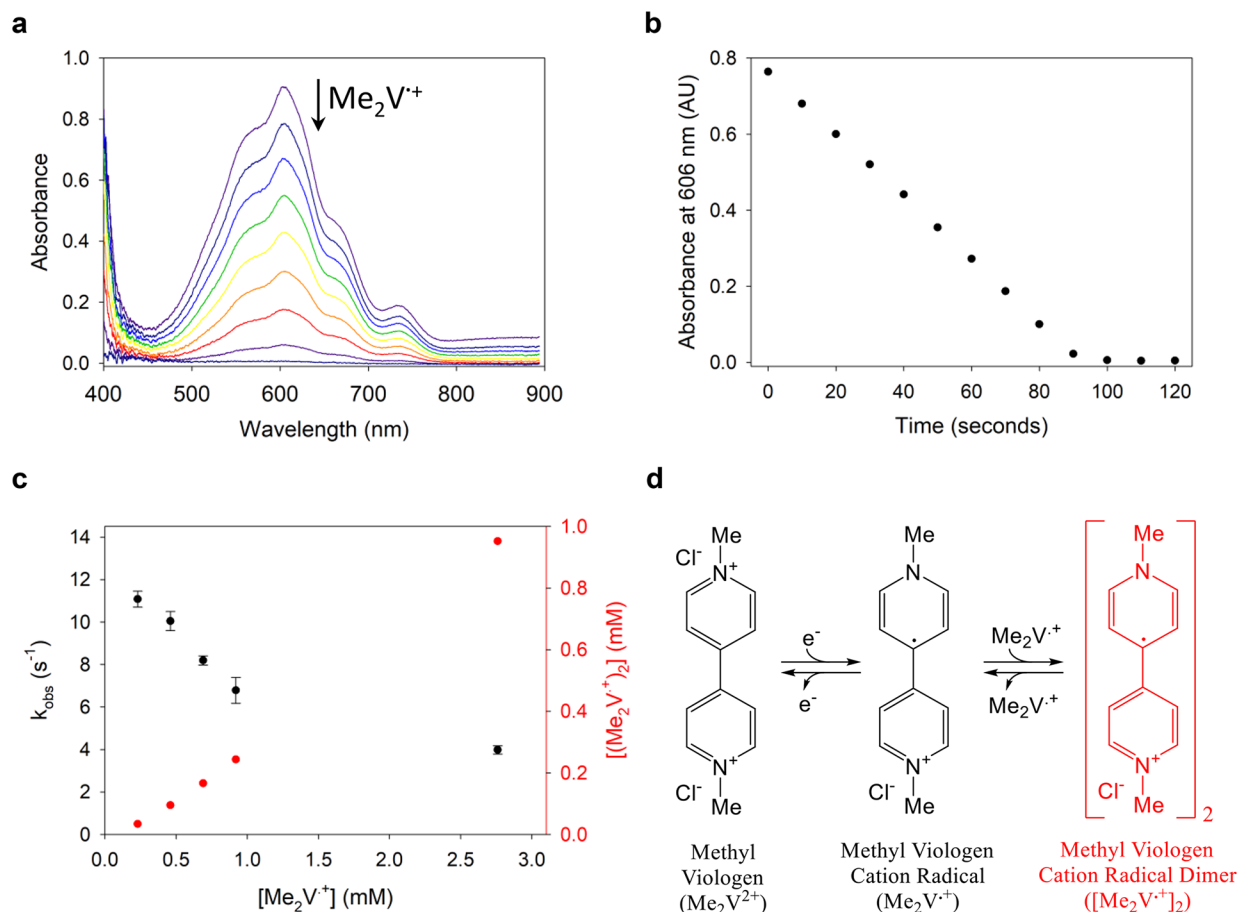 a
1.0
0.8
0.6
0.4
0.2
0.0
Absorbance
Me₂V·⁺
400 500 600 700 800 900
Wavelength (nm)
b
0.8
0.6
0.4
0.2
0.0
Absorbance at 606 nm (AU)
0 20 40 60 80 100 120
Time (seconds)
c
14
12
10
8
6
4
2
0
k_obs (s⁻¹)
1.0
0.8
0.6
0.4
0.2
0.0
[(Me₂V·⁺)₂] (mM)
0.0 0.5 1.0 1.5 2.0 2.5 3.0
[Me₂V·⁺] (mM)
d
Me
Cl⁻
N⁺
N⁺
Cl⁻
Me
e⁻
e⁻
Me
N
·
N⁺
Cl⁻
Me
Me₂V·⁺
Me₂V·⁺
Me
N
·
N⁺
Cl⁻
Me
2
Methyl
Viologen
(Me₂V²⁺)
Methyl Viologen
Cation Radical
(Me₂V·⁺)
Methyl Viologen
Cation Radical Dimer
([Me₂V·⁺]₂)